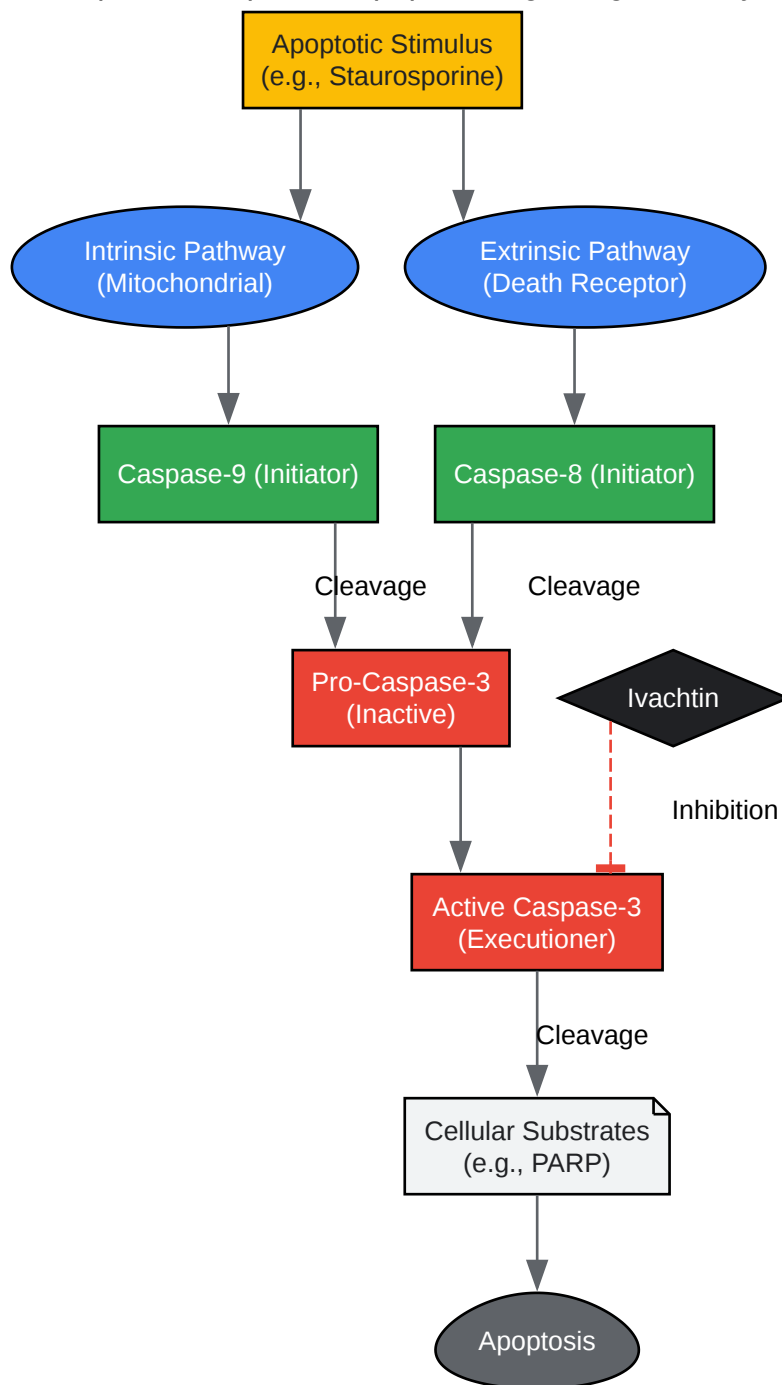 Apoptotic Stimulus
(e.g., Staurosporine)
Intrinsic Pathway
(Mitochondrial)
Extrinsic Pathway
(Death Receptor)
Caspase-9 (Initiator)
Caspase-8 (Initiator)
Cleavage
Cleavage
Pro-Caspase-3
(Inactive)
Ivachtin
Inhibition
Active Caspase-3
(Executioner)
Cleavage
Cellular Substrates
(e.g., PARP)
Apoptosis